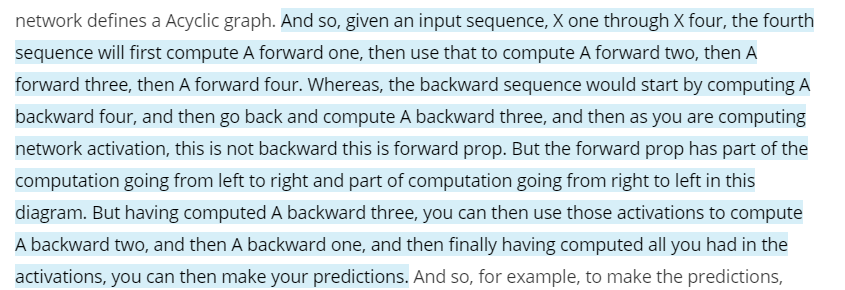 network defines a Acyclic graph. And so, given an input sequence, X one through X four, the fourth
sequence will first compute A forward one, then use that to compute A forward two, then A
forward three, then A forward four. Whereas, the backward sequence would start by computing A
backward four, and then go back and compute A backward three, and then as you are computing
network activation, this is not backward this is forward prop. But the forward prop has part of the
computation going from left to right and part of computation going from right to left in this
diagram. But having computed A backward three, you can then use those activations to compute
A backward two, and then A backward one, and then finally having computed all you had in the
activations, you can then make your predictions. And so, for example, to make the predictions,